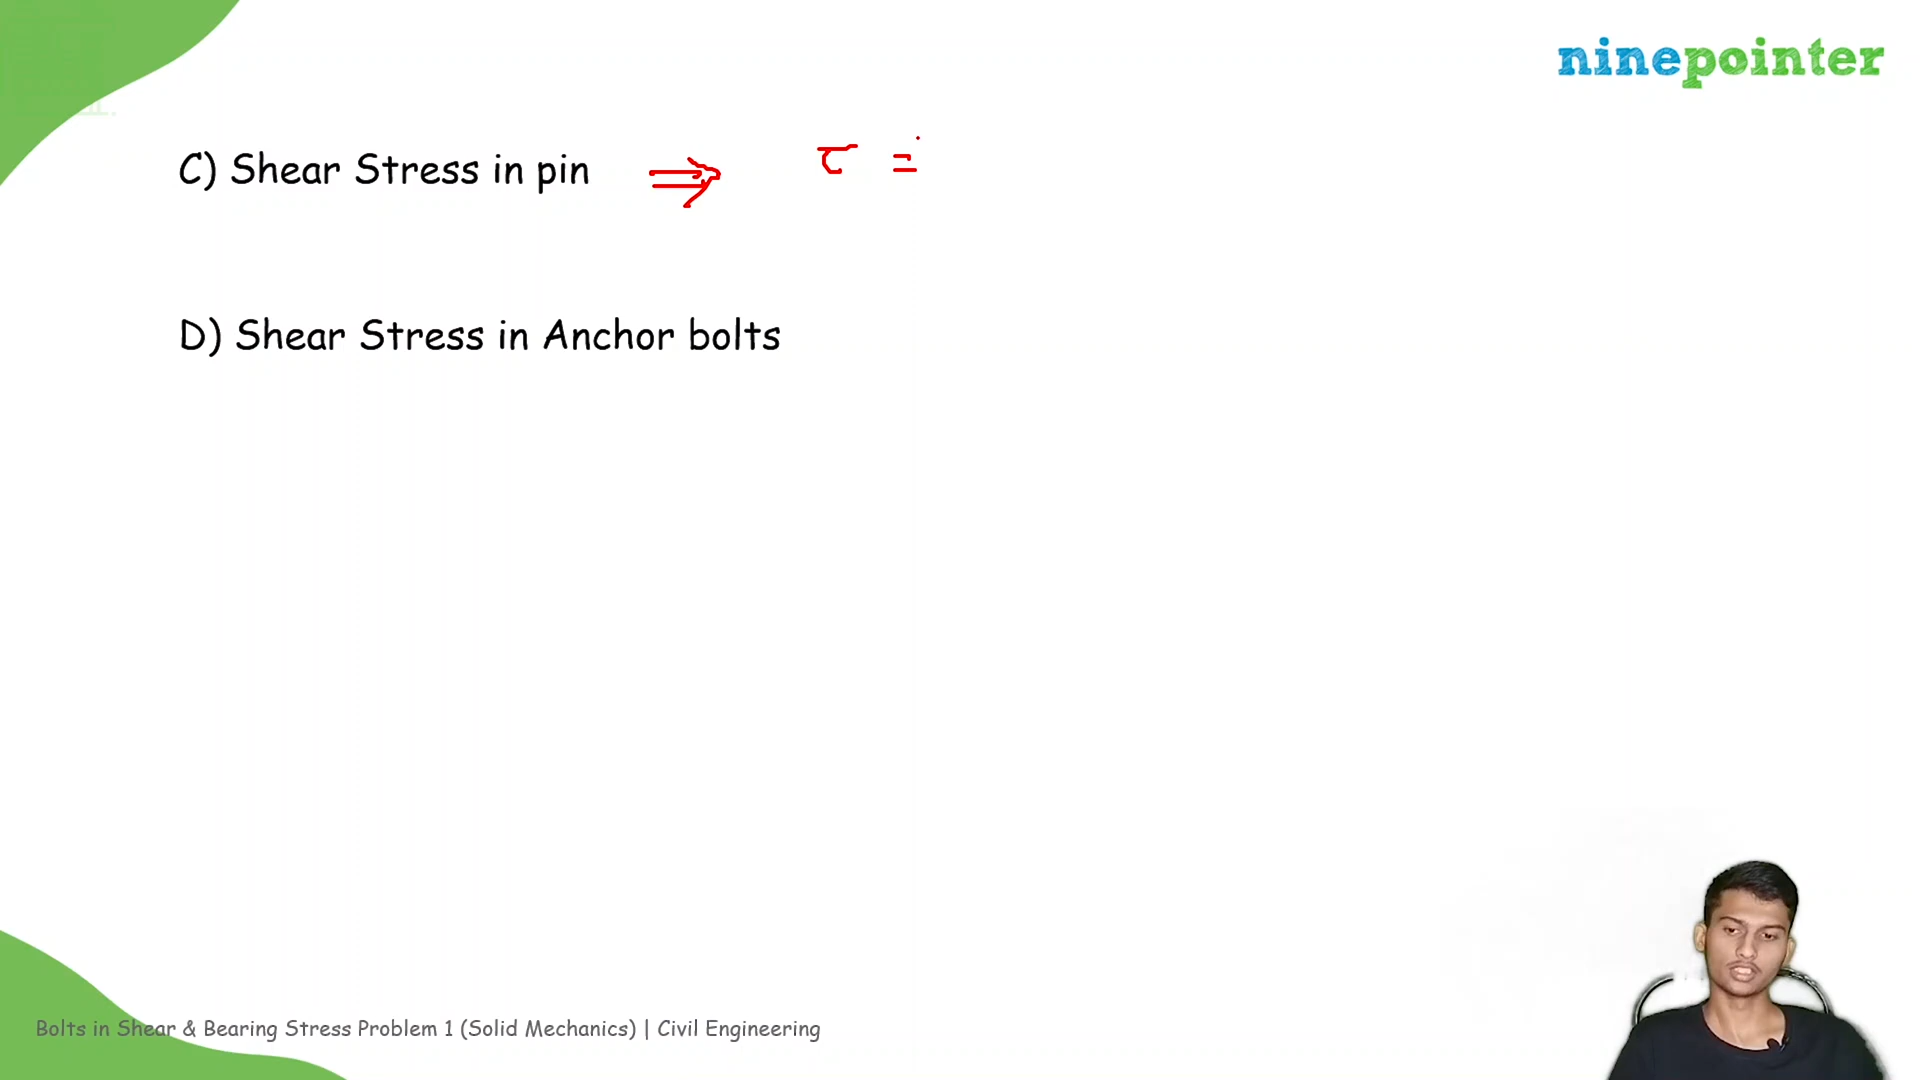 ninepointer
C) Shear Stress in pin ⇒ τ =
D) Shear Stress in Anchor bolts
Bolts in Shear & Bearing Stress Problem 1 (Solid Mechanics) | Civil Engineering